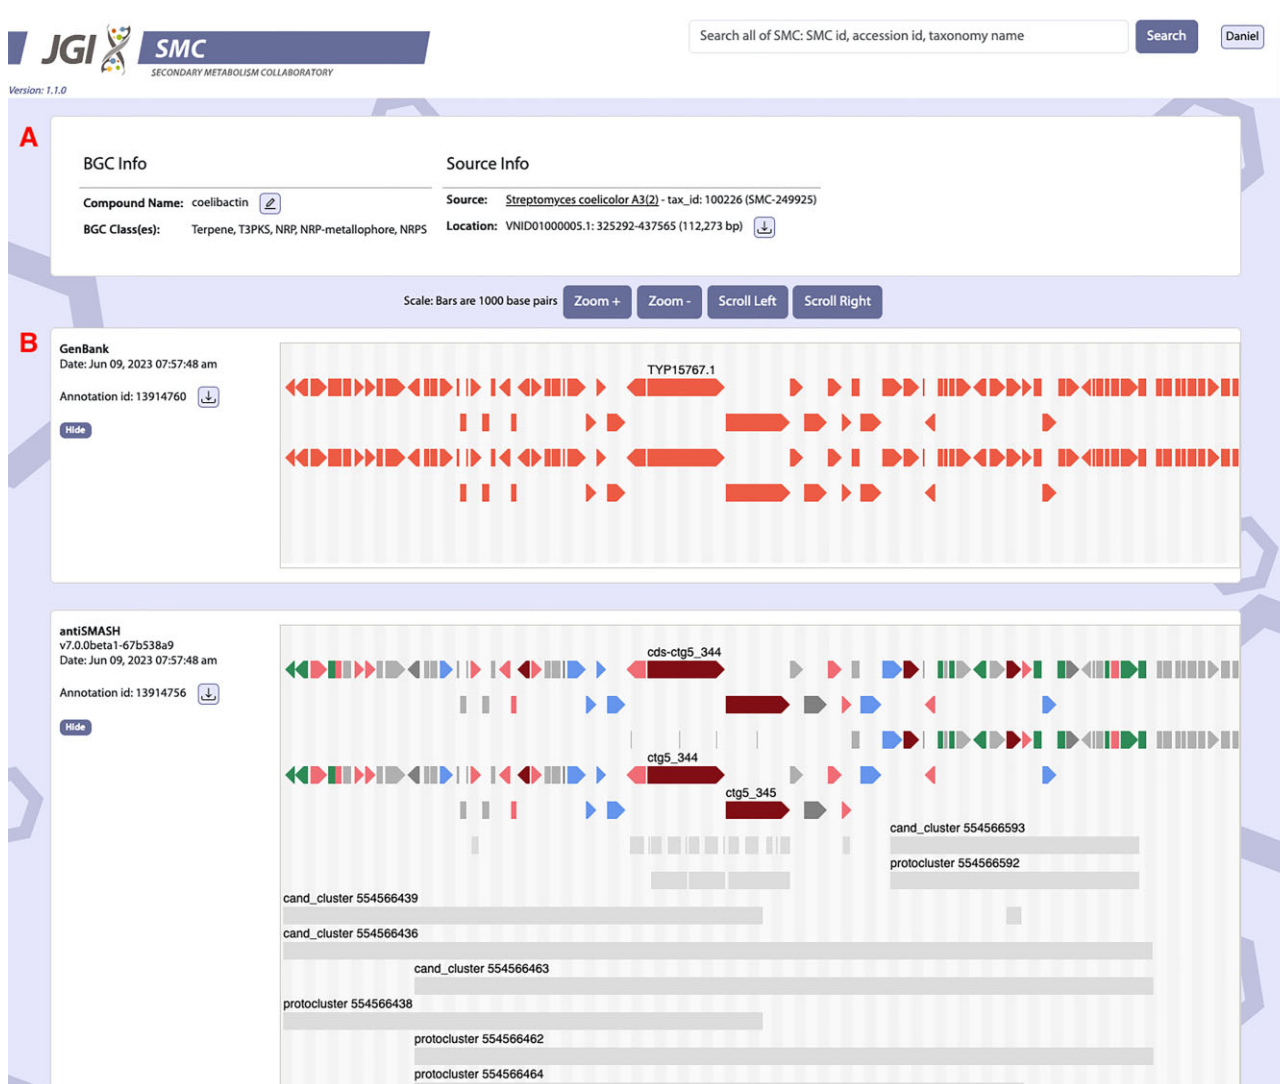 JGI SMC
SECONDARY METABOLISM COLLABORATORY
Search all of SMC: SMC id, accession id, taxonomy name
Search
Daniel
Version: 1.1.0
A
BGC Info
Compound Name: coelibactin
BGC Class(es): Terpene, T3PKS, NRP, NRP-metallophore, NRPS
Source Info
Source: Streptomyces coelicolor A3(2) - tax_id: 100226 (SMC-249925)
Location: VNID01000005.1: 325292-437565 (112,273 bp)
Scale: Bars are 1000 base pairs
Zoom +
Zoom -
Scroll Left
Scroll Right
B
GenBank
Date: Jun 09, 2023 07:57:48 am
Annotation id: 13914760
Hide
TYP15767.1
antiSMASH
v7.0.0beta1-67b538a9
Date: Jun 09, 2023 07:57:48 am
Annotation id: 13914756
Hide
cds-ctg5_344
ctg5_344
ctg5_345
cand_cluster 554566593
protocluster 554566592
cand_cluster 554566439
cand_cluster 554566436
cand_cluster 554566463
protocluster 554566438
protocluster 554566462
protocluster 554566464